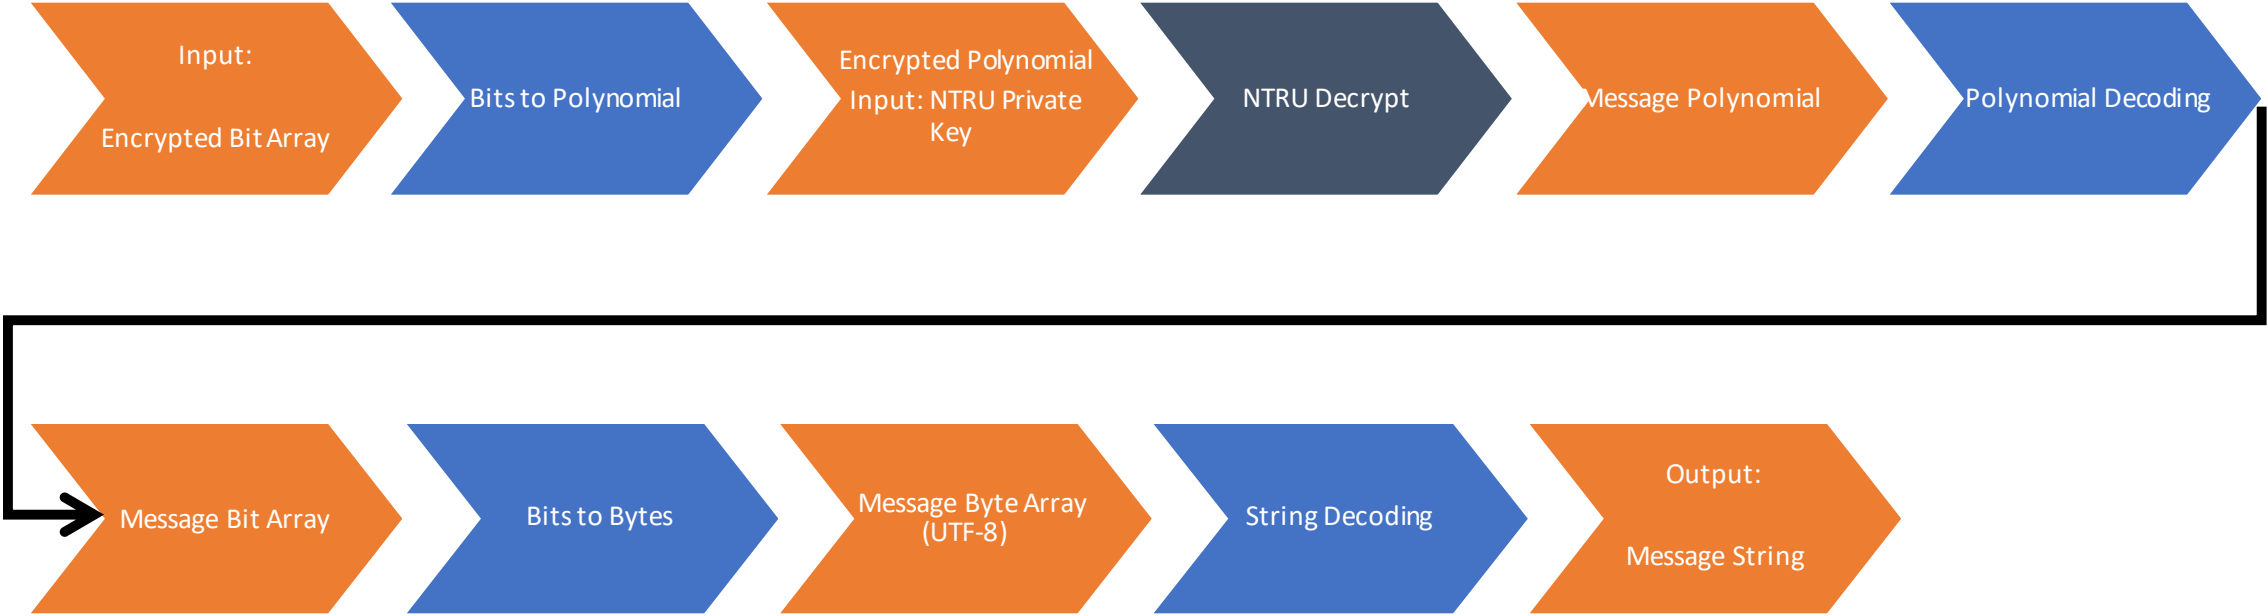 Input:
Encrypted Bit Array
Bits to Polynomial
Encrypted Polynomial
Input: NTRU Private
Key
NTRU Decrypt
Message Polynomial
Polynomial Decoding
Message Bit Array
Bits to Bytes
Message Byte Array
(UTF-8)
String Decoding
Output:
Message String